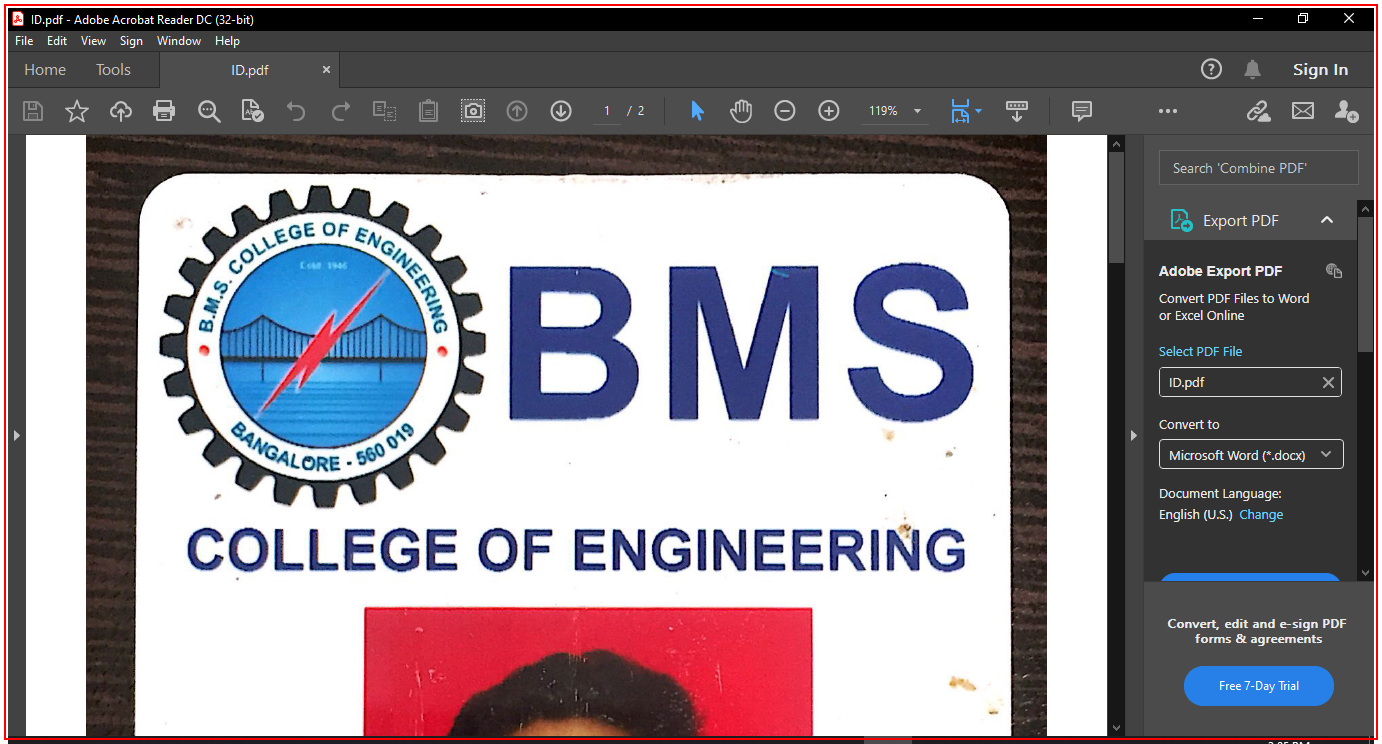 ID.pdf - Adobe Acrobat Reader DC (32-bit)
File Edit View Sign Window Help
Home Tools ID.pdf Sign In
1 / 2 119%
B.M.S. COLLEGE OF ENGINEERING
Estd 1946
BANGALORE - 560 019
BMS
COLLEGE OF ENGINEERING
Search 'Combine PDF'
Export PDF
Adobe Export PDF
Convert PDF Files to Word
or Excel Online
Select PDF File
ID.pdf
Convert to
Microsoft Word (*.docx)
Document Language:
English (U.S.) Change
Convert, edit and e-sign PDF
forms & agreements
Free 7-Day Trial